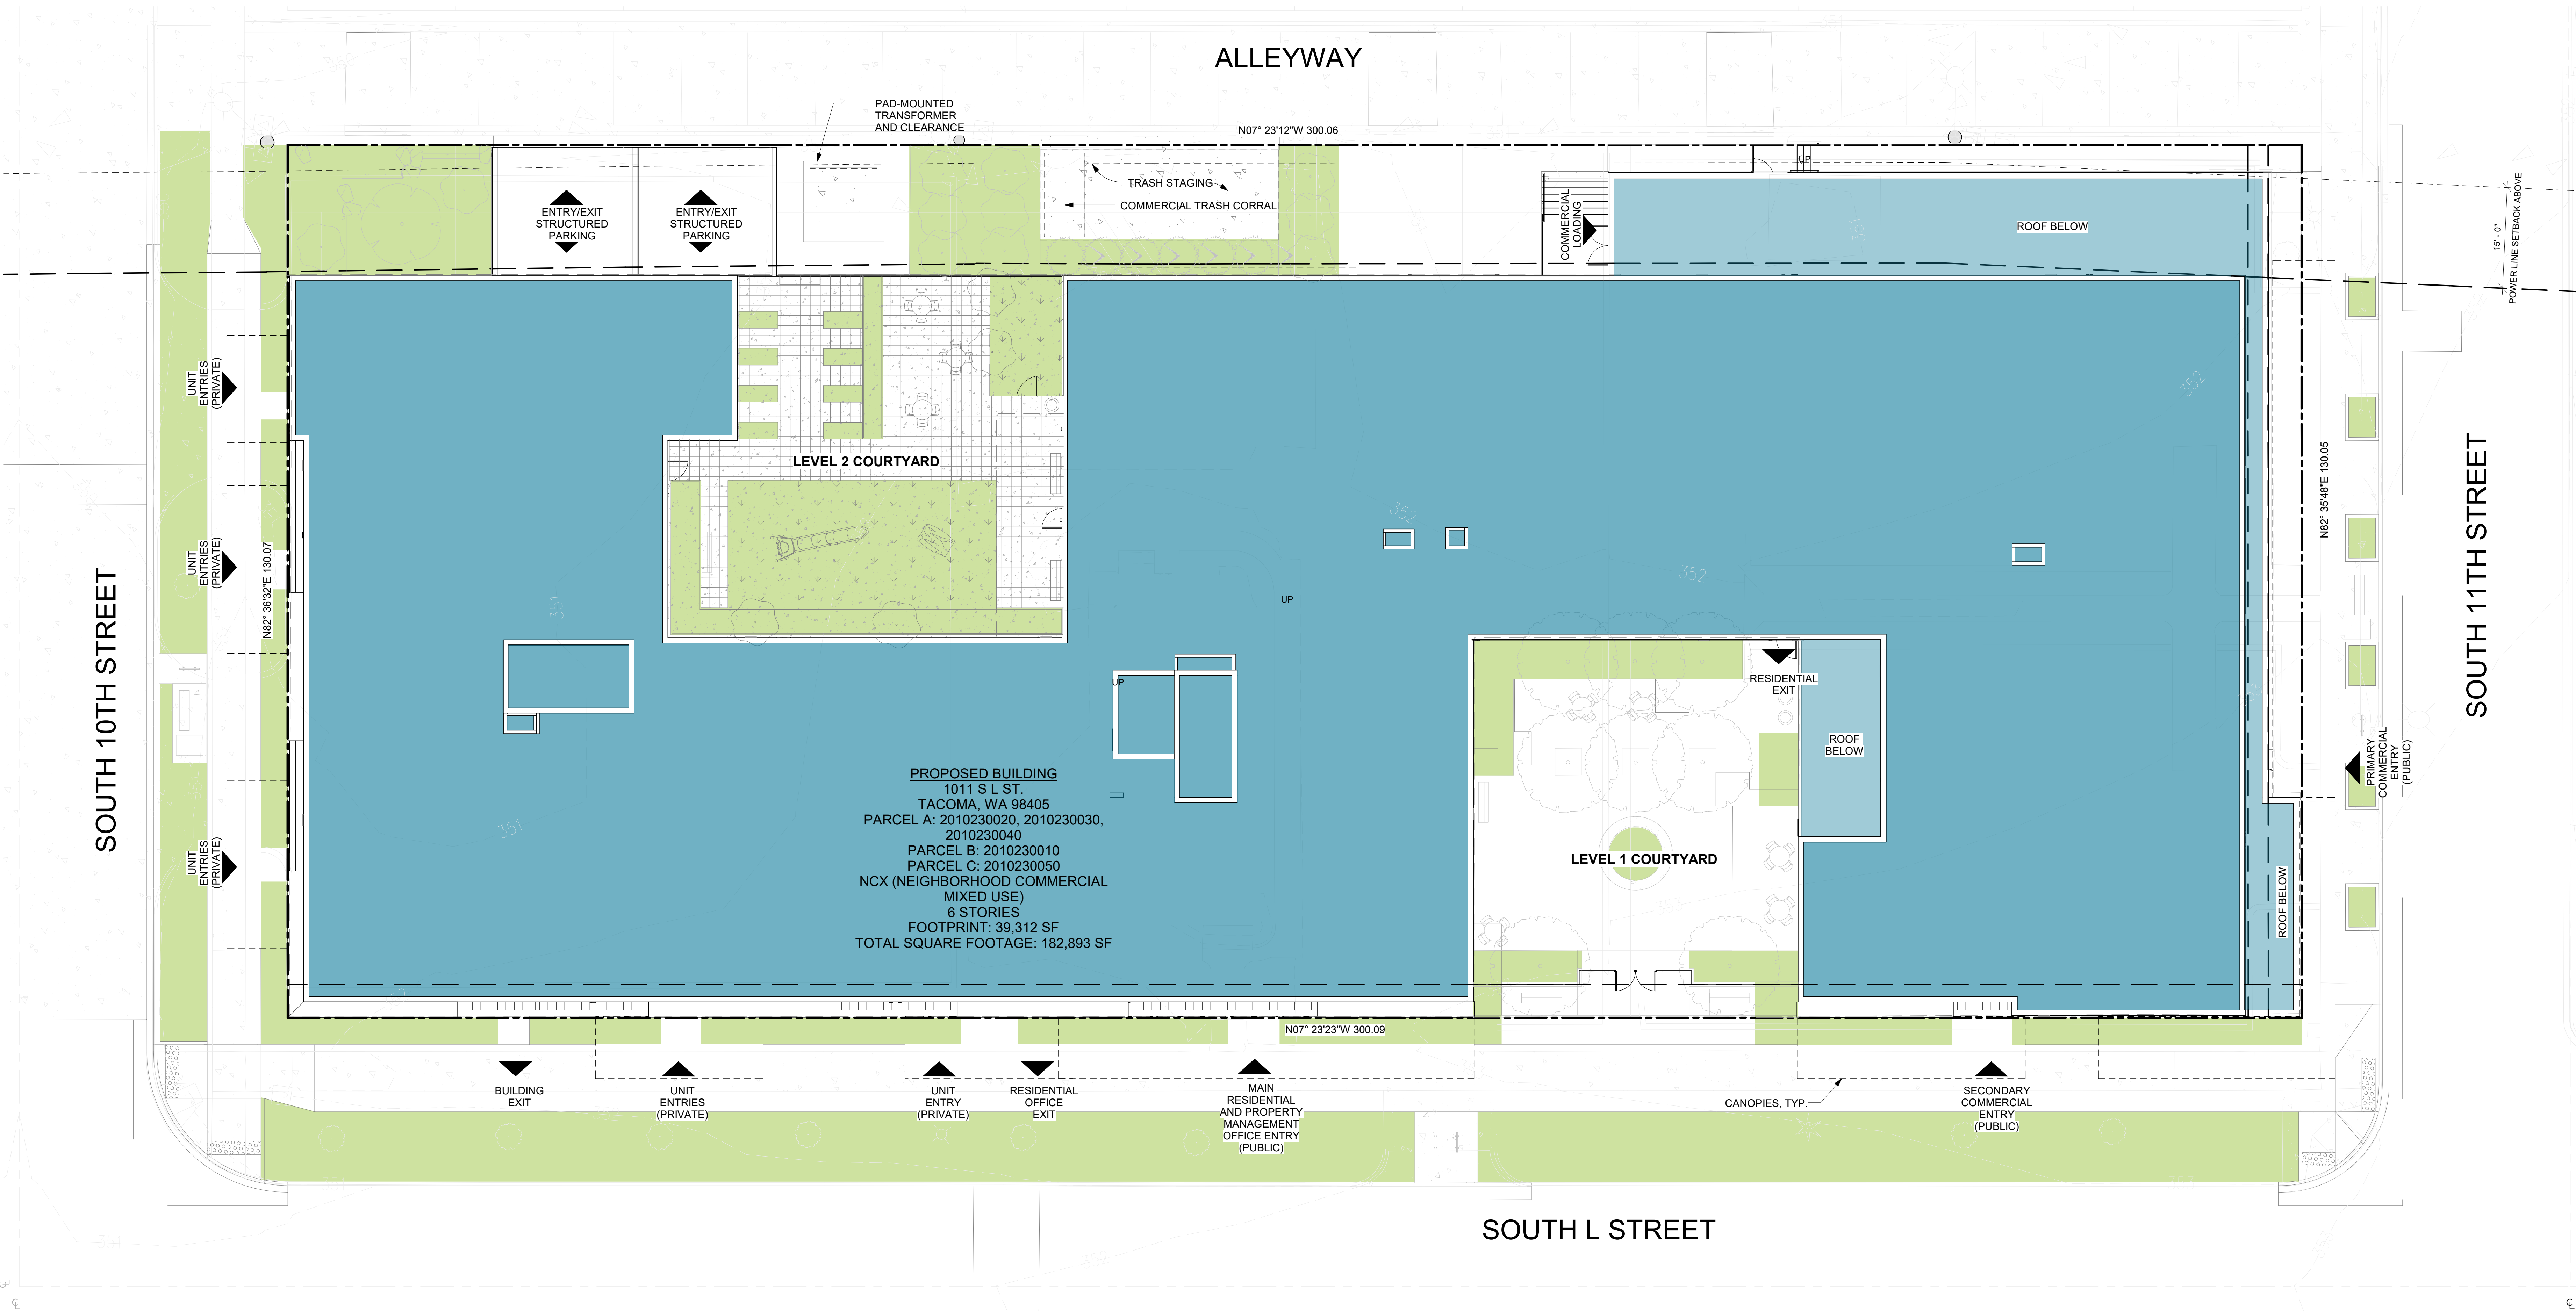 ALLEYWAY
PAD-MOUNTED
TRANSFORMER
AND CLEARANCE
N07° 23'12"W 300.06
TRASH STAGING
COMMERCIAL TRASH CORRAL
UP
ENTRY/EXIT
STRUCTURED
PARKING
ENTRY/EXIT
STRUCTURED
PARKING
COMMERCIAL
LOADING
ROOF BELOW
351
15' - 0"
POWER LINE SETBACK ABOVE
UNIT
ENTRIES
(PRIVATE)
352
LEVEL 2 COURTYARD
N82° 35'48"E 130.05
352
UNIT
ENTRIES
(PRIVATE)
N82° 36'32"E 130.07
352
351
UP
SOUTH 10TH STREET
SOUTH 11TH STREET
UP
RESIDENTIAL
EXIT
ROOF
BELOW
PRIMARY
COMMERCIAL
ENTRY
(PUBLIC)
351
UNIT
ENTRIES
(PRIVATE)
PROPOSED BUILDING
1011 S L ST.
TACOMA, WA 98405
PARCEL A: 2010230020, 2010230030,
2010230040
PARCEL B: 2010230010
PARCEL C: 2010230050
NCX (NEIGHBORHOOD COMMERCIAL
MIXED USE)
6 STORIES
FOOTPRINT: 39,312 SF
TOTAL SQUARE FOOTAGE: 182,893 SF
LEVEL 1 COURTYARD
ROOF BELOW
N07° 23'23"W 300.09
BUILDING
EXIT
UNIT
ENTRIES
(PRIVATE)
UNIT
ENTRY
(PRIVATE)
RESIDENTIAL
OFFICE
EXIT
MAIN
RESIDENTIAL
AND PROPERTY
MANAGEMENT
OFFICE ENTRY
(PUBLIC)
CANOPIES, TYP.
SECONDARY
COMMERCIAL
ENTRY
(PUBLIC)
SOUTH L STREET